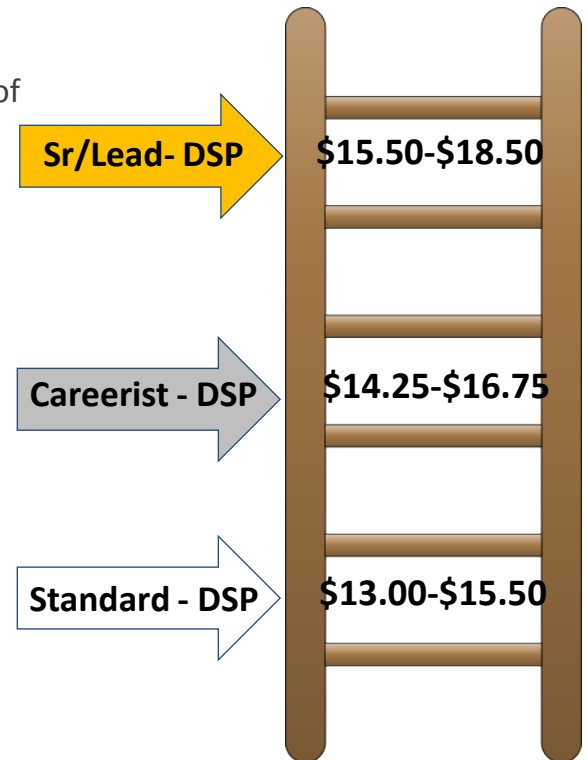 of
Sr/Lead- DSP
$15.50-$18.50
Careerist - DSP
$14.25-$16.75
Standard - DSP
$13.00-$15.50